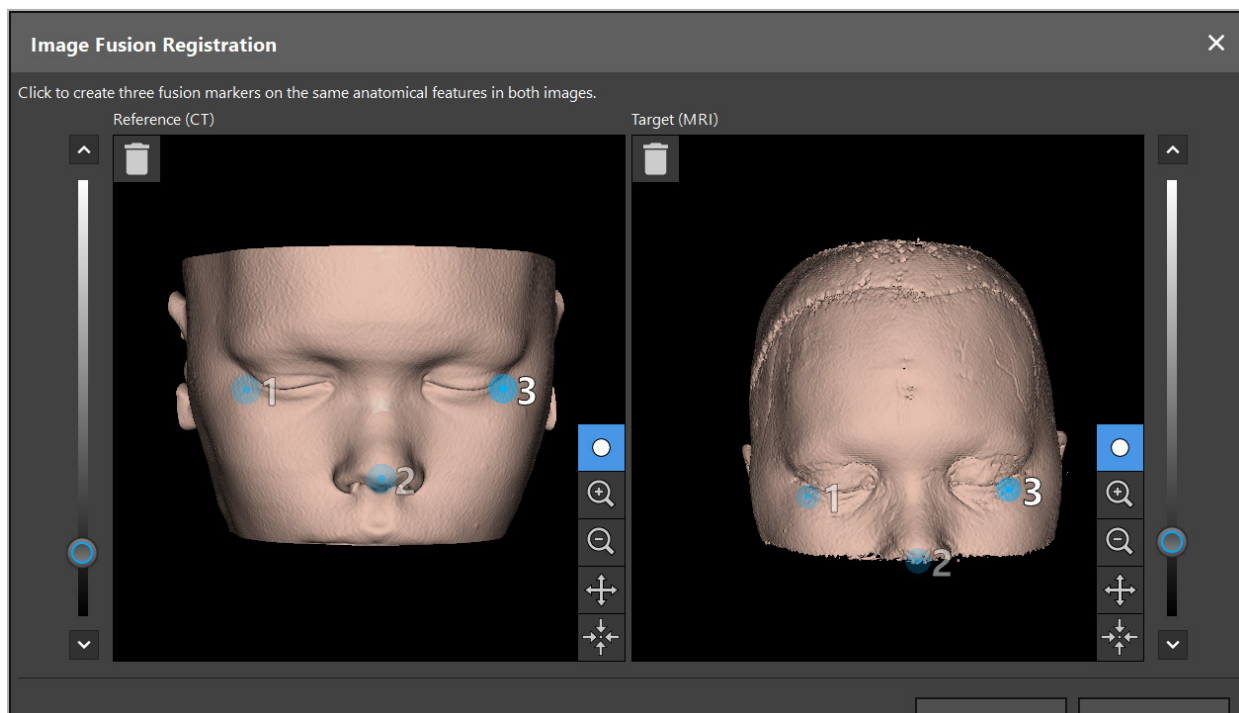 Image Fusion Registration
Click to create three fusion markers on the same anatomical features in both images.
Reference (CT)
Target (MRI)
1
3
2
1
3
2